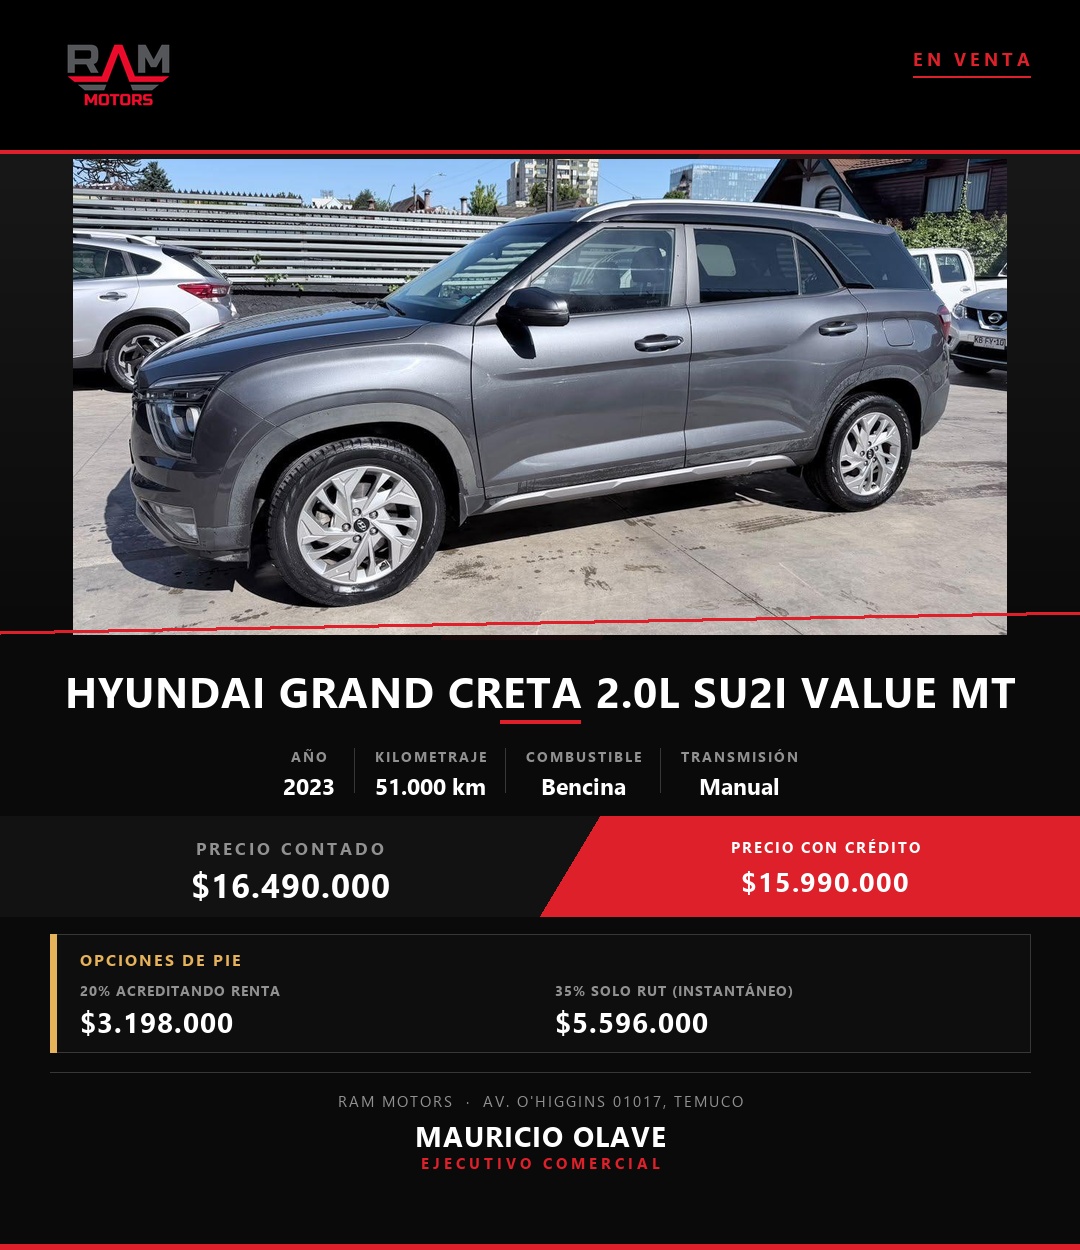 RAM
MOTORS
EN VENTA
HYUNDAI GRAND CRETA 2.0L SU2I VALUE MT
AÑO
KILOMETRAJE
COMBUSTIBLE
TRANSMISIÓN
2023
51.000 km
Bencina
Manual
PRECIO CONTADO
$16.490.000
PRECIO CON CRÉDITO
$15.990.000
OPCIONES DE PIE
20% ACREDITANDO RENTA
$3.198.000
35% SOLO RUT (INSTANTÁNEO)
$5.596.000
RAM MOTORS · AV. O'HIGGINS 01017, TEMUCO
MAURICIO OLAVE
EJECUTIVO COMERCIAL